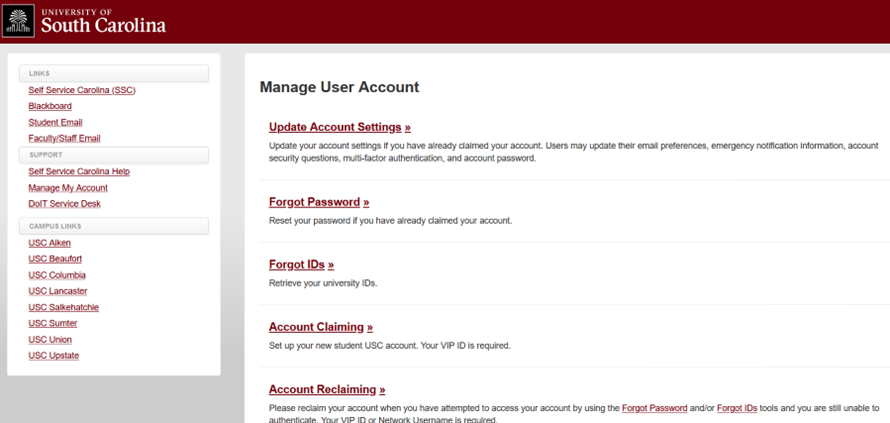 UNIVERSITY OF
South Carolina
LINKS
Self Service Carolina (SSC)
Blackboard
Student Email
Faculty/Staff Email
SUPPORT
Self Service Carolina Help
Manage My Account
DoIT Service Desk
CAMPUS LINKS
USC Aiken
USC Beaufort
USC Columbia
USC Lancaster
USC Salkehatchie
USC Sumter
USC Union
USC Upstate
Manage User Account
Update Account Settings »
Update your account settings if you have already claimed your account. Users may update their email preferences, emergency notification information, account
security questions, multi-factor authentication, and account password.
Forgot Password »
Reset your password if you have already claimed your account.
Forgot IDs »
Retrieve your university IDs.
Account Claiming »
Set up your new student USC account. Your VIP ID is required.
Account Reclaiming »
Please reclaim your account when you have attempted to access your account by using the Forgot Password and/or Forgot IDs tools and you are still unable to
authenticate. Your VIP ID or Network Username is required.